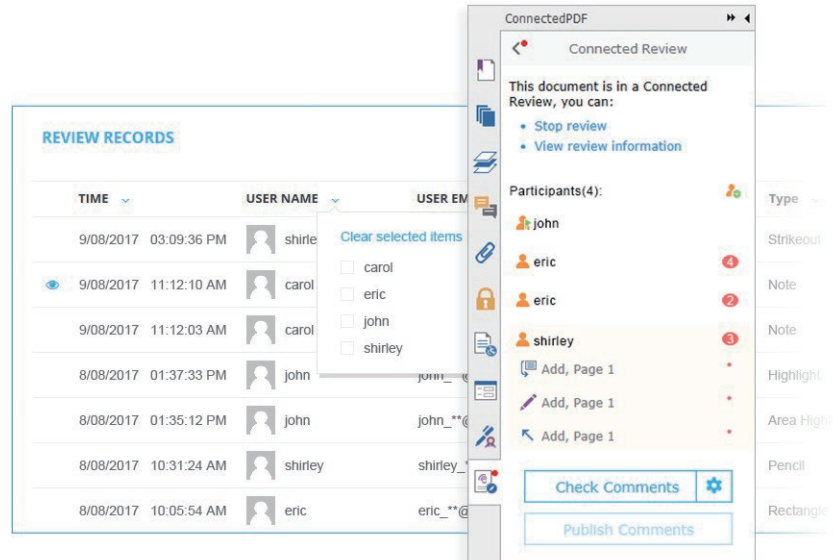 ConnectedPDF
Connected Review
This document is in a Connected
Review, you can:
• Stop review
• View review information
Participants(4):
john
eric 4
eric 2
shirley 3
Add, Page 1
Add, Page 1
Add, Page 1
Check Comments
Publish Comments
REVIEW RECORDS
TIME USER NAME USER EM Type
9/08/2017 03:09:36 PM shirle Strikeout
9/08/2017 11:12:10 AM carol Note
9/08/2017 11:12:03 AM carol Note
8/08/2017 01:37:33 PM john john_**@ Highlight
8/08/2017 01:35:12 PM john john_**@ Area High
8/08/2017 10:31:24 AM shirley shirley_* Pencil
8/08/2017 10:05:54 AM eric eric_**@ Rectangle
Clear selected items
carol
eric
john
shirley